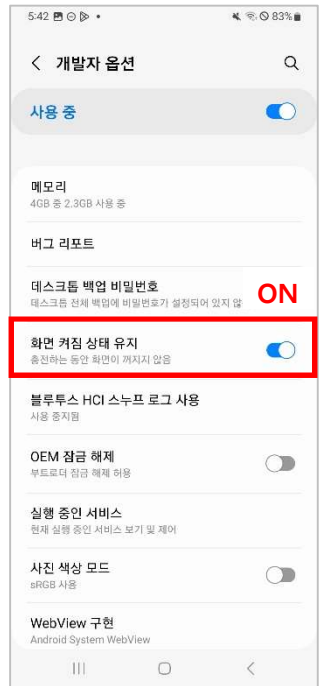 5:42
83%
개발자 옵션
사용 중
메모리
4GB 중 2.3GB 사용 중
버그 리포트
데스크톱 백업 비밀번호
데스크톱 전체 백업에 비밀번호가 설정되어 있지 않
ON
화면 켜짐 상태 유지
충전하는 동안 화면이 꺼지지 않음
블루투스 HCI 스누프 로그 사용
사용 중지됨
OEM 잠금 해제
부트로더 잠금 해제 허용
실행 중인 서비스
현재 실행 중인 서비스 보기 및 제어
사진 색상 모드
sRGB 사용
WebView 구현
Android System WebView